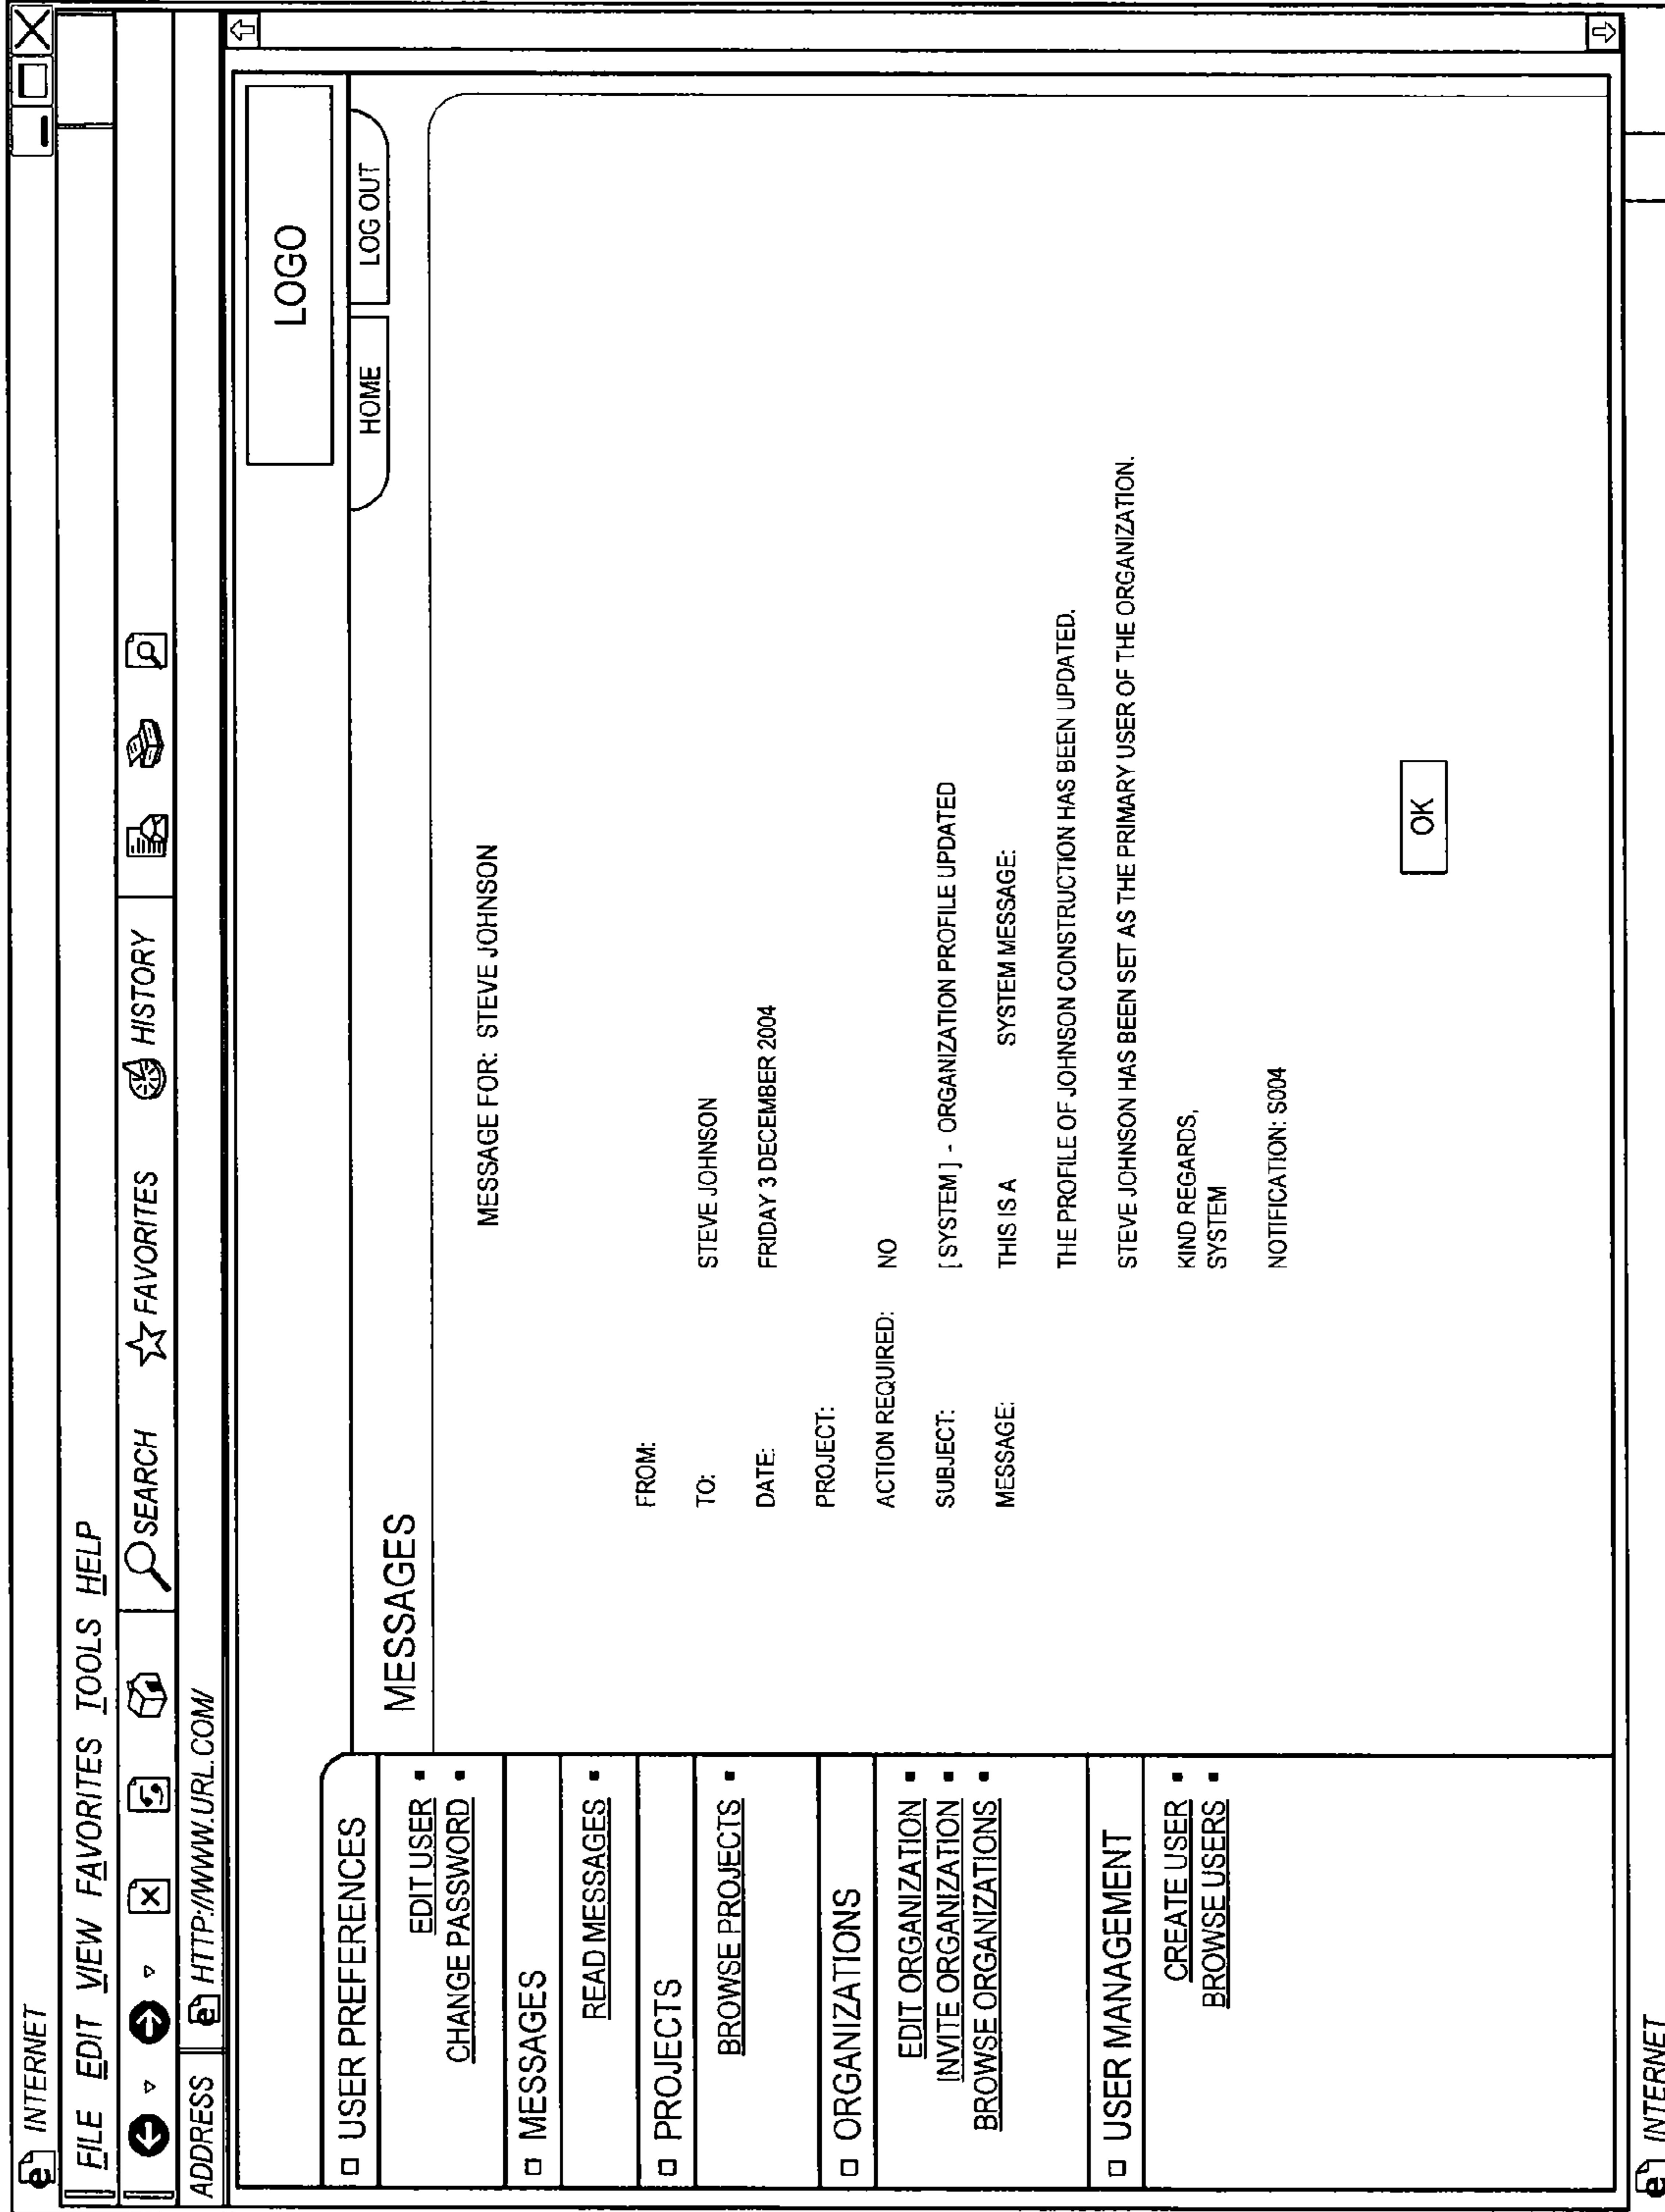 INTERNET
FILE EDIT VIEW FAVORITES TOOLS HELP
SEARCH FAVORITES HISTORY
ADDRESS HTTP://WWW.URL.COM/
LOGO
HOME LOG OUT
USER PREFERENCES
EDIT USER
CHANGE PASSWORD
MESSAGES
READ MESSAGES
PROJECTS
BROWSE PROJECTS
ORGANIZATIONS
EDIT ORGANIZATION
INVITE ORGANIZATION
BROWSE ORGANIZATIONS
USER MANAGEMENT
CREATE USER
BROWSE USERS
MESSAGES
MESSAGE FOR: STEVE JOHNSON
FROM:
TO: STEVE JOHNSON
DATE: FRIDAY 3 DECEMBER 2004
PROJECT:
ACTION REQUIRED: NO
SUBJECT: [SYSTEM] - ORGANIZATION PROFILE UPDATED
MESSAGE: THIS IS A SYSTEM MESSAGE:
THE PROFILE OF JOHNSON CONSTRUCTION HAS BEEN UPDATED.
STEVE JOHNSON HAS BEEN SET AS THE PRIMARY USER OF THE ORGANIZATION.
KIND REGARDS,
SYSTEM
NOTIFICATION: S004
OK
INTERNET